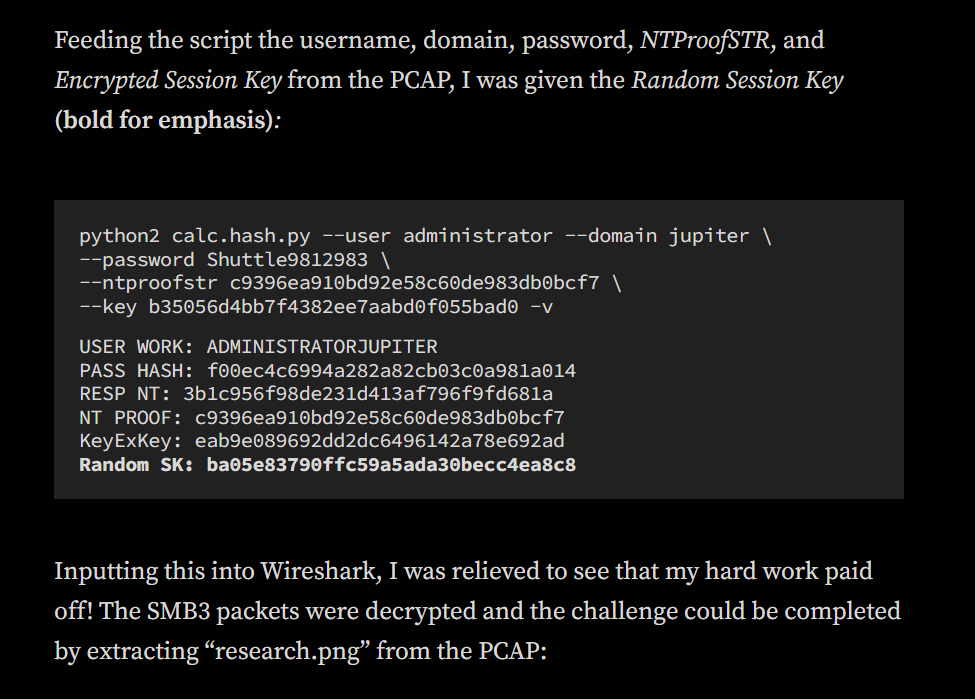 Feeding the script the username, domain, password, NTProofSTR, and
Encrypted Session Key from the PCAP, I was given the Random Session Key
(bold for emphasis):
python2 calc.hash.py --user administrator --domain jupiter \
--password Shuttle9812983 \
--ntproofstr c9396ea910bd92e58c60de983db0bcf7 \
--key b35056d4bb7f4382ee7aabd0f055bad0 -v
USER WORK: ADMINISTRATORJUPITER
PASS HASH: f00ec4c6994a282a82cb03c0a981a014
RESP NT: 3b1c956f98de231d413af796f9fd681a
NT PROOF: c9396ea910bd92e58c60de983db0bcf7
KeyExKey: eab9e089692dd2dc6496142a78e692ad
Random SK: ba05e83790ffc59a5ada30becc4ea8c8
Inputting this into Wireshark, I was relieved to see that my hard work paid
off! The SMB3 packets were decrypted and the challenge could be completed
by extracting “research.png” from the PCAP: